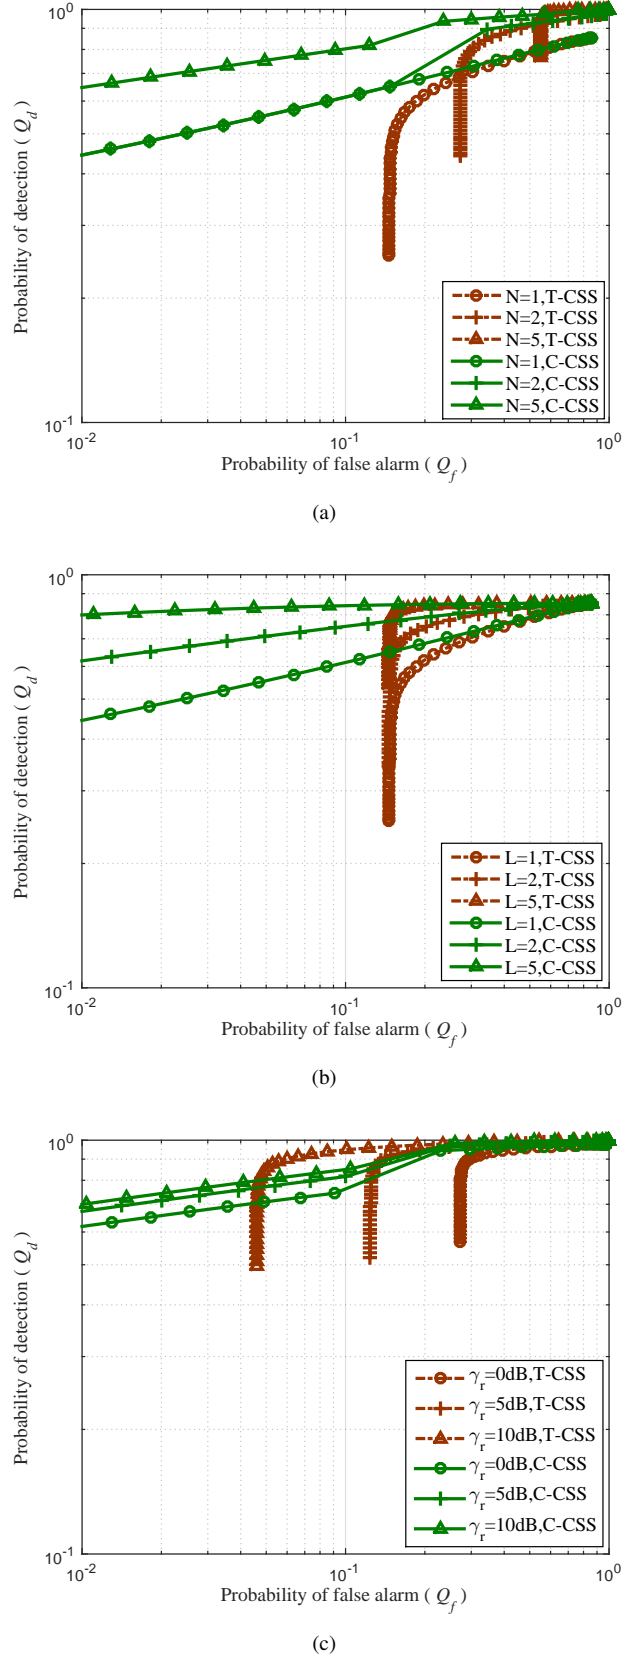 10^0
Probability of detection ( Q_d )
10^-1
N=1,T-CSS
N=2,T-CSS
N=5,T-CSS
N=1,C-CSS
N=2,C-CSS
N=5,C-CSS
10^-2
10^-1
10^0
Probability of false alarm ( Q_f )
(a)
10^0
Probability of detection ( Q_d )
10^-1
L=1,T-CSS
L=2,T-CSS
L=5,T-CSS
L=1,C-CSS
L=2,C-CSS
L=5,C-CSS
10^-2
10^-1
10^0
Probability of false alarm ( Q_f )
(b)
10^0
Probability of detection ( Q_d )
10^-1
γ_r=0dB,T-CSS
γ_r=5dB,T-CSS
γ_r=10dB,T-CSS
γ_r=0dB,C-CSS
γ_r=5dB,C-CSS
γ_r=10dB,C-CSS
10^-2
10^-1
10^0
Probability of false alarm ( Q_f )
(c)